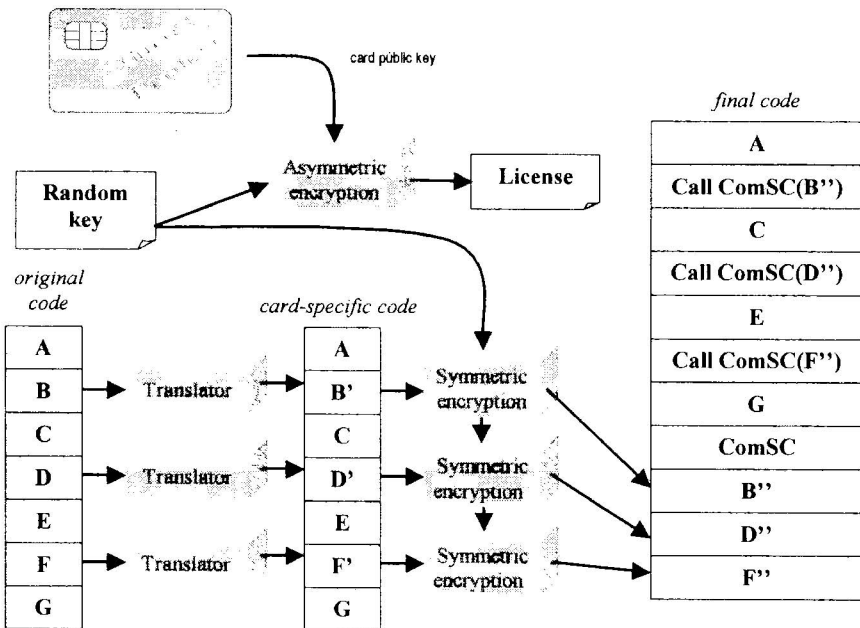 card públic key
final code
A
Call ComSC(B’’)
C
Call ComSC(D’’)
E
Call ComSC(F’’)
G
ComSC
B’’
D’’
F’’
Asymmetric
encryption
License
Random
key
original
code
A
B
C
D
E
F
G
Translator
Translator
Translator
card-specific code
A
B’
C
D’
E
F’
G
Symmetric
encryption
Symmetric
encryption
Symmetric
encryption